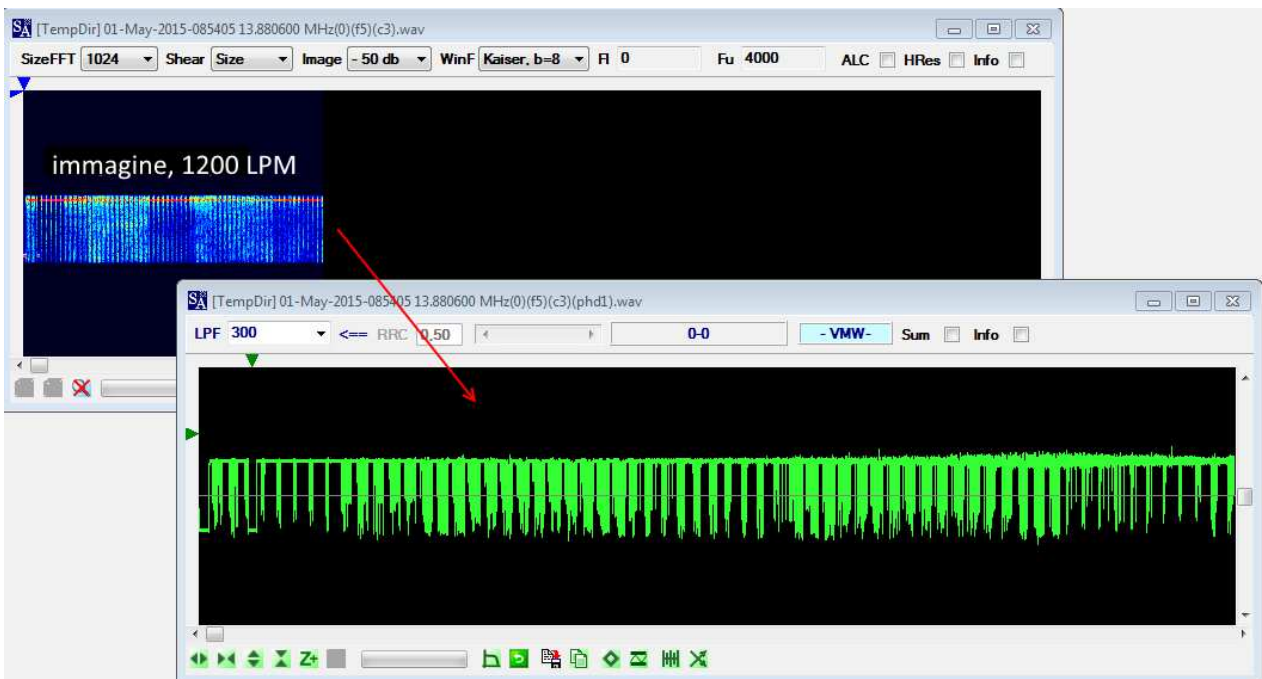 SA [TempDir] 01-May-2015-085405 13.880600 MHz(0)(f5)(c3).wav
SizeFFT 1024 Shear Size Image - 50 db WinF Kaiser, b=8 Fl 0 Fu 4000 ALC HRes Info
immagine, 1200 LPM
SA [TempDir] 01-May-2015-085405 13.880600 MHz(0)(f5)(c3)(phd1).wav
LPF 300 <== RRC 0,50 0-0 - VMW- Sum Info
Z+